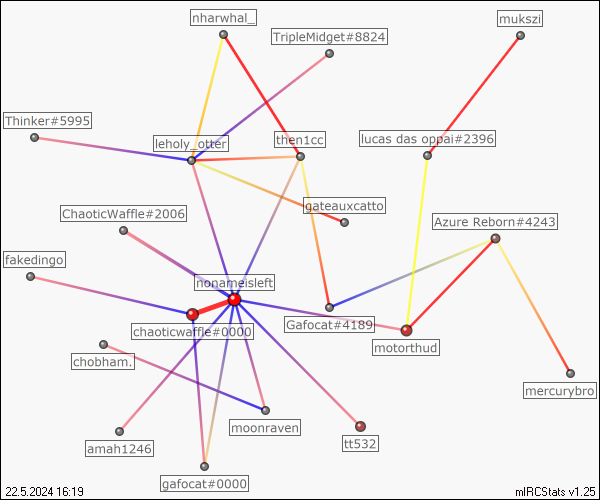 nharwhal_
mukszi
TripleMidget#8824
Thinker#5995
leholy_otter
then1cc
lucas das oppai#2396
ChaoticWaffle#2006
gateauxcatto
Azure Reborn#4243
fakedingo
nonameisleft
chaoticwaffle#0000
Gafocat#4189
motorthud
chobham.
mercurybro
moonraven
amah1246
tt532
gafocat#0000
22.5.2024 16:19
mIRCStats v1.25